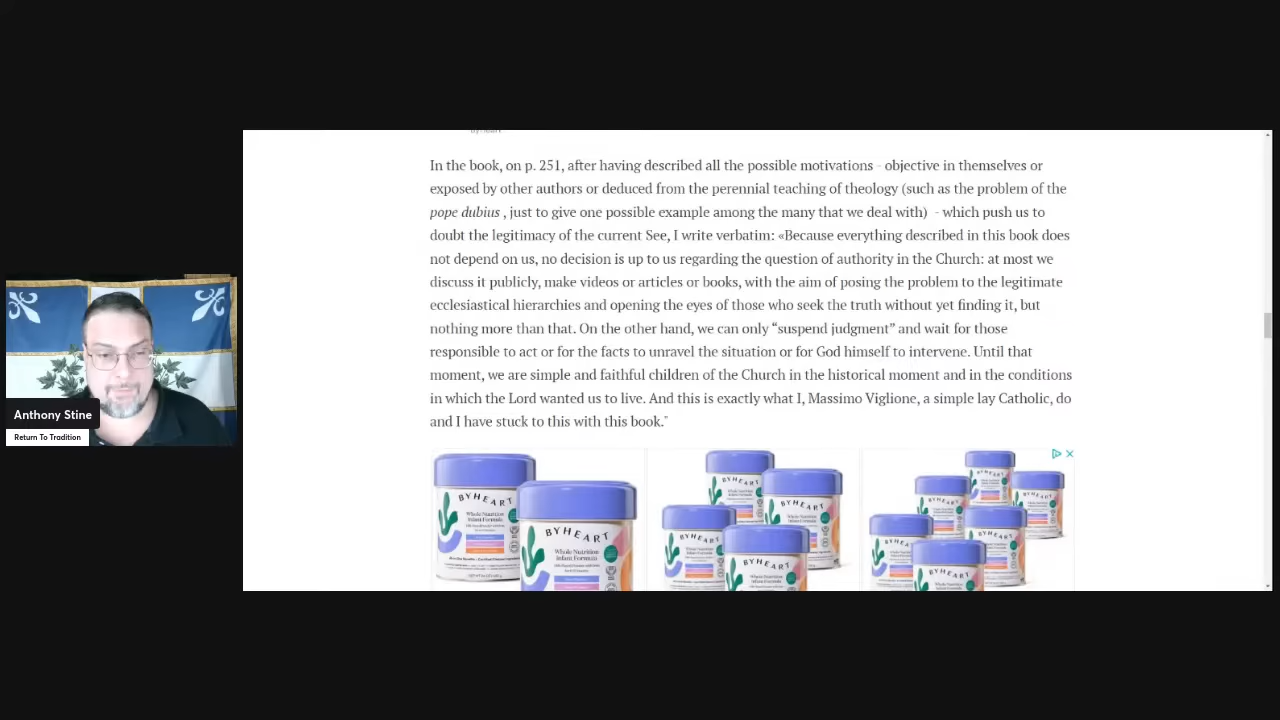 In the book, on p. 251, after having described all the possible motivations - objective in themselves or
exposed by other authors or deduced from the perennial teaching of theology (such as the problem of the
pope dubius , just to give one possible example among the many that we deal with)  - which push us to
doubt the legitimacy of the current See, I write verbatim: «Because everything described in this book does
not depend on us, no decision is up to us regarding the question of authority in the Church: at most we
discuss it publicly, make videos or articles or books, with the aim of posing the problem to the legitimate
ecclesiastical hierarchies and opening the eyes of those who seek the truth without yet finding it, but
nothing more than that. On the other hand, we can only “suspend judgment” and wait for those
responsible to act or for the facts to unravel the situation or for God himself to intervene. Until that
moment, we are simple and faithful children of the Church in the historical moment and in the conditions
in which the Lord wanted us to live. And this is exactly what I, Massimo Viglione, a simple lay Catholic, do
and I have stuck to this with this book."
Anthony Stine
Return To Tradition
BYHEART
Whole Nutrition
Infant Formula
BYHEART
Whole Nutrition
Infant Formula
BYHEART
BYHEART
BYHEART
BYHEART
BYHEART